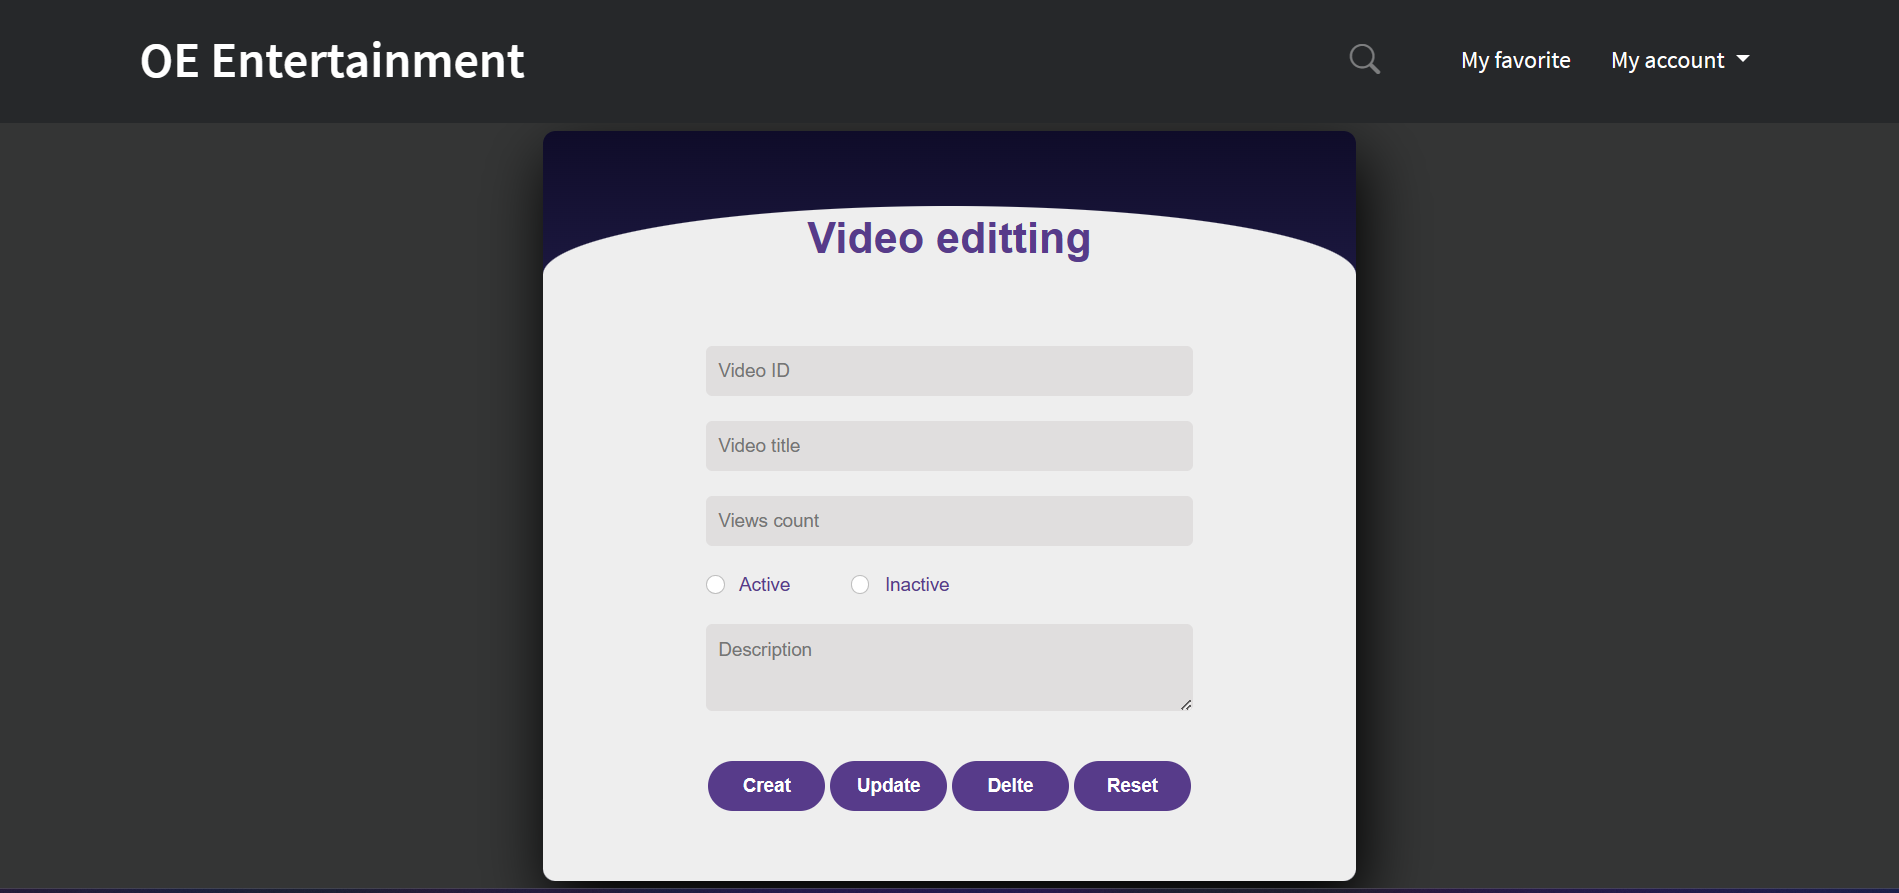 OE Entertainment
My favorite
My account
Video editting
Video ID
Video title
Views count
Active Inactive
Description
Creat Update Delte Reset